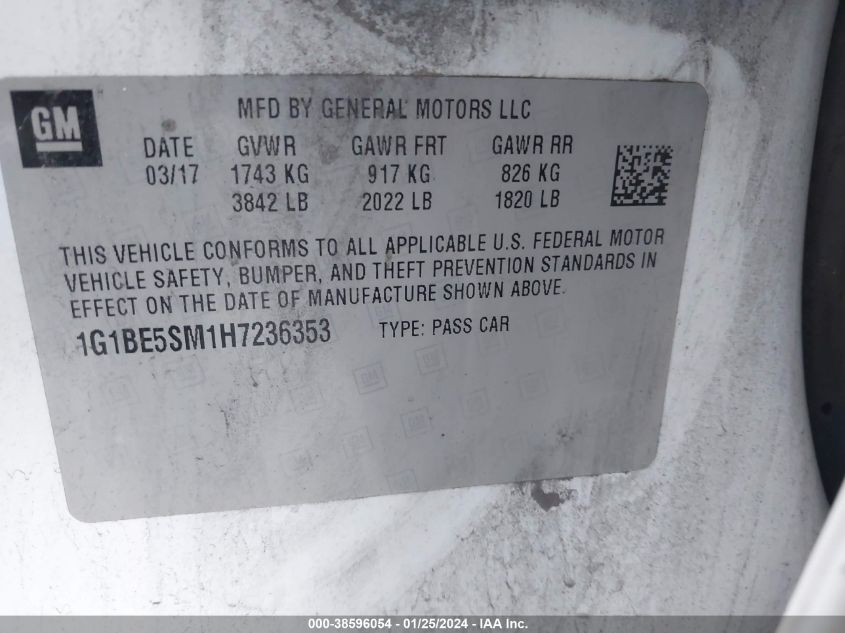 GM
MFD BY GENERAL MOTORS LLC
DATE GVWR GAWR FRT GAWR RR
03/17 1743 KG 917 KG 826 KG
3842 LB 2022 LB 1820 LB
THIS VEHICLE CONFORMS TO ALL APPLICABLE U.S. FEDERAL MOTOR
VEHICLE SAFETY, BUMPER, AND THEFT PREVENTION STANDARDS IN
EFFECT ON THE DATE OF MANUFACTURE SHOWN ABOVE.
1G1BE5SM1H7236353 TYPE: PASS CAR
000-38596054 - 01/25/2024 - IAA Inc.